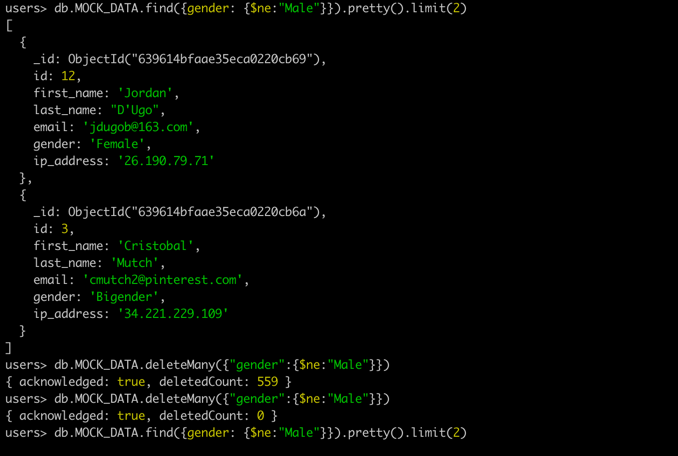 users> db.MOCK_DATA.find({gender: {$ne:"Male"}}).pretty().limit(2)
[
  {
    _id: ObjectId("639614bfaae35eca0220cb69"),
    id: 12,
    first_name: 'Jordan',
    last_name: "D'Ugo",
    email: 'jdugob@163.com',
    gender: 'Female',
    ip_address: '26.190.79.71'
  },
  {
    _id: ObjectId("639614bfaae35eca0220cb6a"),
    id: 3,
    first_name: 'Cristobal',
    last_name: 'Mutch',
    email: 'cmutch2@pinterest.com',
    gender: 'Bigender',
    ip_address: '34.221.229.109'
  }
]
users> db.MOCK_DATA.deleteMany({"gender":{$ne:"Male"}})
{ acknowledged: true, deletedCount: 559 }
users> db.MOCK_DATA.deleteMany({"gender":{$ne:"Male"}})
{ acknowledged: true, deletedCount: 0 }
users> db.MOCK_DATA.find({gender: {$ne:"Male"}}).pretty().limit(2)